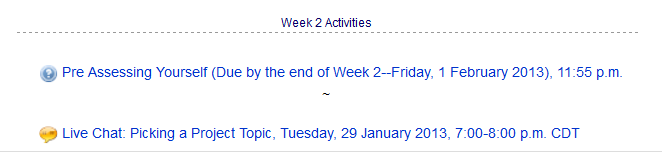 Week 2 Activities
Pre Assessing Yourself (Due by the end of Week 2--Friday, 1 February 2013), 11:55 p.m.
~
Live Chat: Picking a Project Topic, Tuesday, 29 January 2013, 7:00-8:00 p.m. CDT